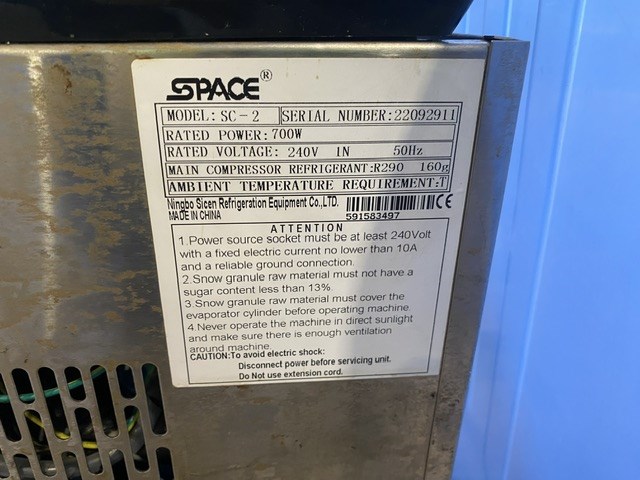 SPACE®
MODEL: SC-2 SERIAL NUMBER:22092911
RATED POWER: 700W
RATED VOLTAGE: 240V 1N 50Hz
MAIN COMPRESSOR REFRIGERANT:R290 160g
AMBIENT TEMPERATURE REQUIREMENT:T
Ningbo Sicen Refrigeration Equipment Co.,LTD.
MADE IN CHINA 591583497 CE
ATTENTION
1.Power source socket must be at least 240Volt
with a fixed electric current no lower than 10A
and a reliable ground connection.
2.Snow granule raw material must not have a
sugar content less than 13%.
3.Snow granule raw material must cover the
evaporator cylinder before operating machine.
4.Never operate the machine in direct sunlight
and make sure there is enough ventilation
around machine.
CAUTION:To avoid electric shock:
Disconnect power before servicing unit.
Do Not use extension cord.